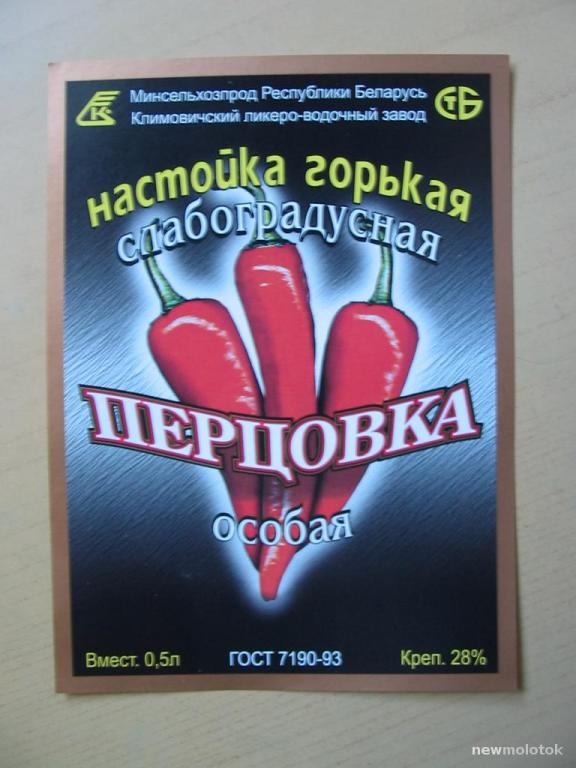 Минсельхозпрод Республики Беларусь
Климовичский ликеро-водочный завод
настойка горькая
слабоградусная
ПЕРЦОВКА
особая
Вмест. 0,5л ГОСТ 7190-93 Креп. 28%
newmolotok